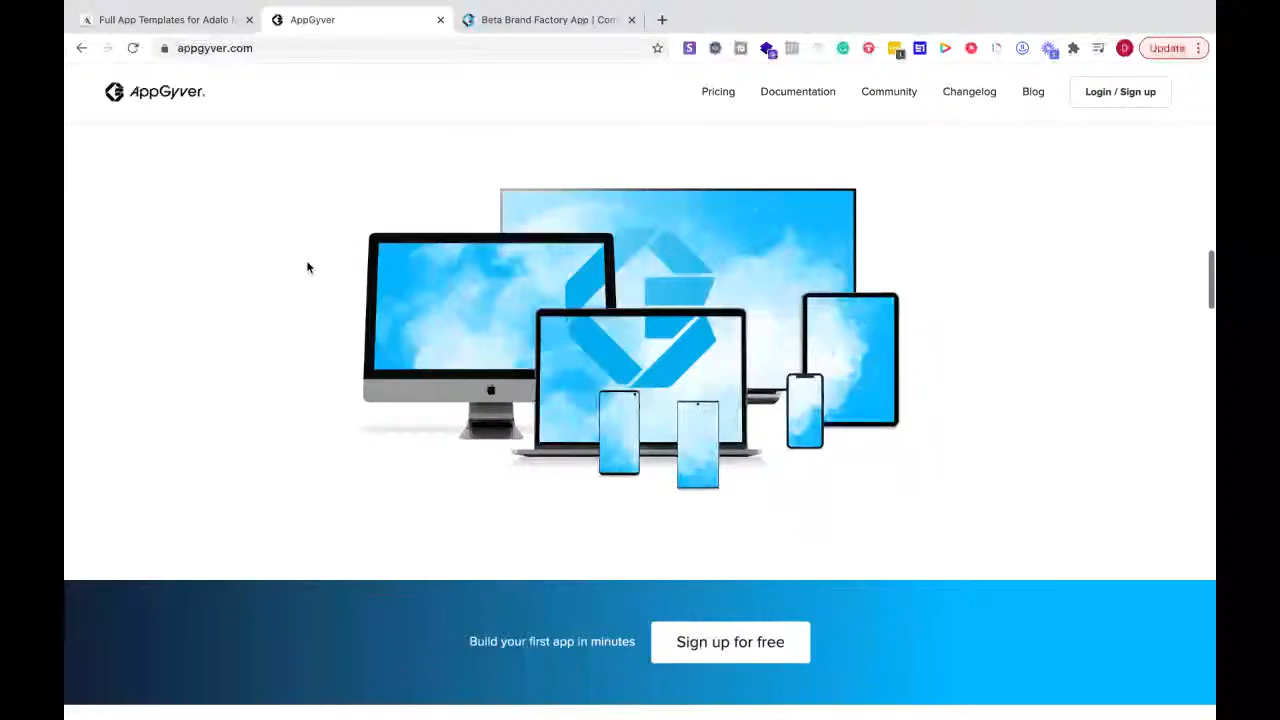 Full App Templates for Adalo
AppGyver
Beta Brand Factory App | Com
appgyver.com
Update
AppGyver.
Pricing
Documentation
Community
Changelog
Blog
Login / Sign up
Build your first app in minutes
Sign up for free